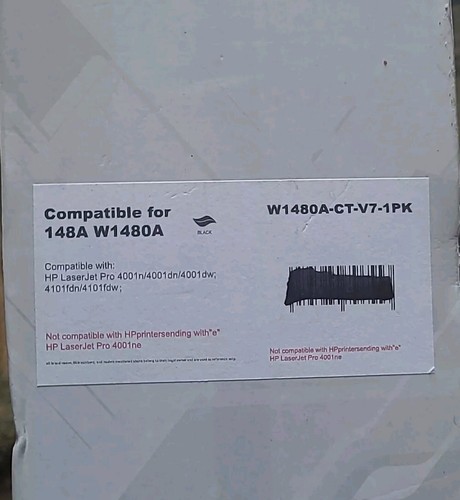 Compatible for
148A W1480A
BLACK
W1480A-CT-V7-1PK
Compatible with:
HP LaserJet Pro 4001n/4001dn/4001dw;
4101fdn/4101fdw;
Not compatible with HPprintersending with"e"
HP LaserJet Pro 4001ne
Not compatible with HPprintersending with"e"
HP LaserJet Pro 4001ne